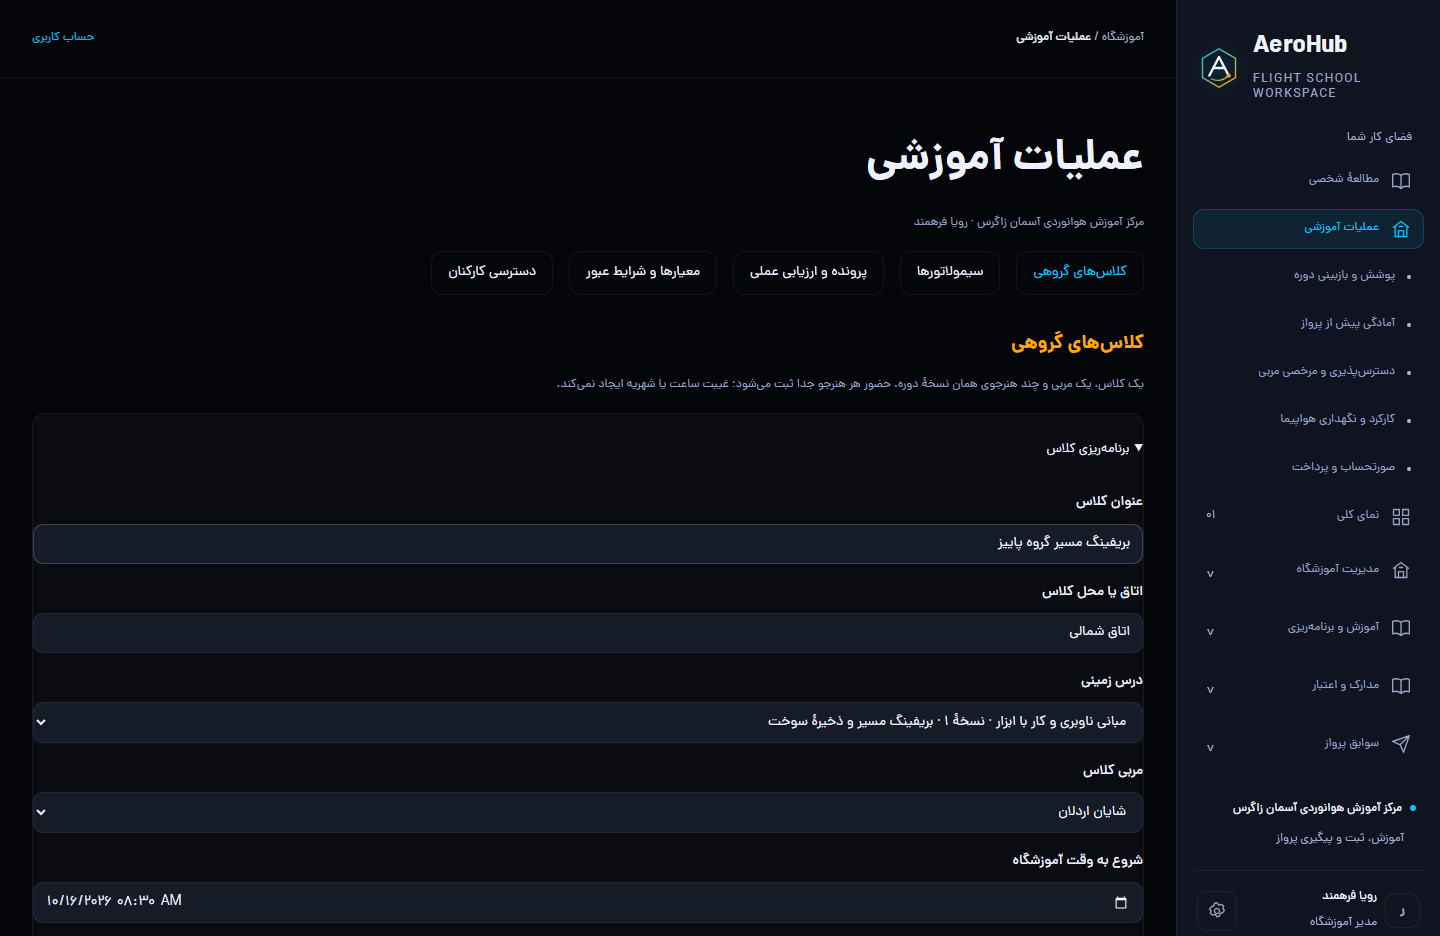 AeroHub
FLIGHT SCHOOL
WORKSPACE
فضای کار شما
مطالعهٔ شخصی
عملیات آموزشی
پوشش و بازبینی دوره
آمادگی پیش از پرواز
دسترس‌پذیری و مرخصی مربی
کارکرد و نگهداری هواپیما
صورتحساب و پرداخت
نمای کلی
۰۱
مدیریت آموزشگاه
آموزش و برنامه‌ریزی
مدارک و اعتبار
سوابق پرواز
مرکز آموزش هوانوردی آسمان زاگرس
آموزش، ثبت و پیگیری پرواز
رویا فرهمند
مدیر آموزشگاه
ر
آموزشگاه / عملیات آموزشی
حساب کاربری
عملیات آموزشی
مرکز آموزش هوانوردی آسمان زاگرس · رویا فرهمند
کلاس‌های گروهی
سیمولاتورها
پرونده و ارزیابی عملی
معیارها و شرایط عبور
دسترسی کارکنان
کلاس‌های گروهی
یک کلاس، یک مربی و چند هنرجوی همان نسخهٔ دوره. حضور هر هنرجو جدا ثبت می‌شود؛ غیبت ساعت یا شهریه ایجاد نمی‌کند.
برنامه‌ریزی کلاس
عنوان کلاس
بریفینگ مسیر گروه پاییز
اتاق یا محل کلاس
اتاق شمالی
درس زمینی
مبانی ناوبری و کار با ابزار · نسخهٔ ۱ · بریفینگ مسیر و ذخیرهٔ سوخت
مربی کلاس
شایان اردلان
شروع به وقت آموزشگاه
۱۰/۱۶/۲۰۲۶ ۰۸:۳۰ AM